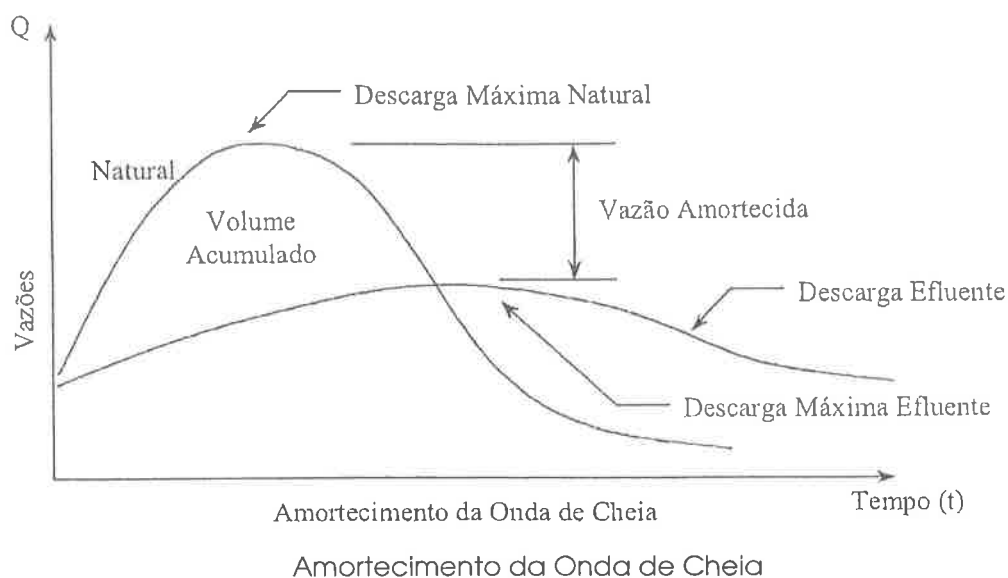 Q
Descarga Máxima Natural
Natural
Volume
Acumulado
Vazão Amortecida
Vazões
Descarga Efluente
Descarga Máxima Efluente
Tempo (t)
Amortecimento da Onda de Cheia
Amortecimento da Onda de Cheia